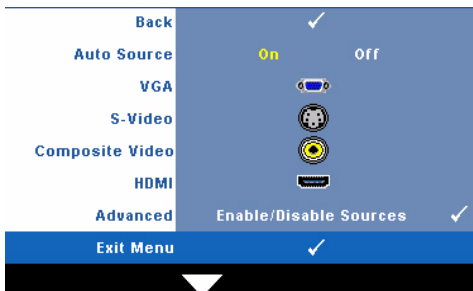 Back
Auto Source On Off
VGA
S-Video
Composite Video
HDMI
Advanced Enable/Disable Sources
Exit Menu